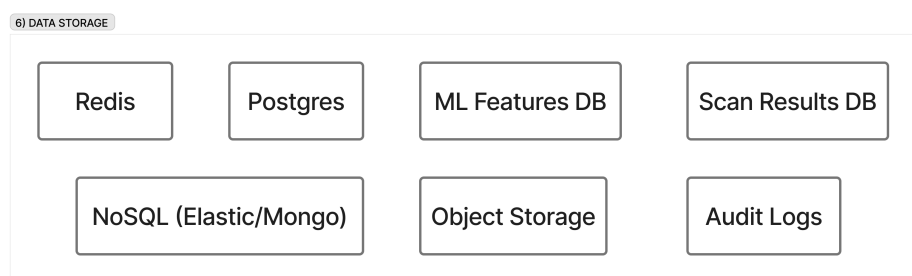 6) DATA STORAGE
Redis
Postgres
ML Features DB
Scan Results DB
NoSQL (Elastic/Mongo)
Object Storage
Audit Logs